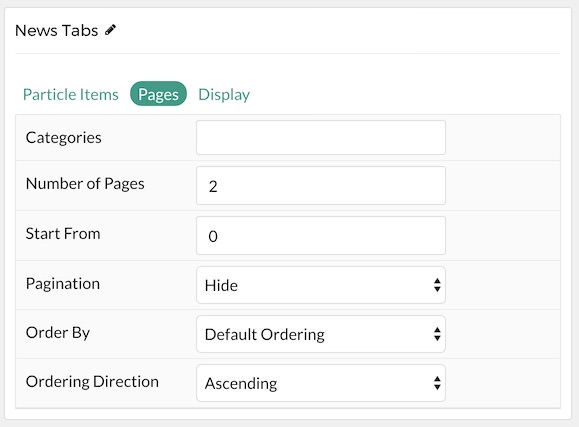 News Tabs
Particle Items Pages Display
Categories
Number of Pages 2
Start From 0
Pagination Hide
Order By Default Ordering
Ordering Direction Ascending